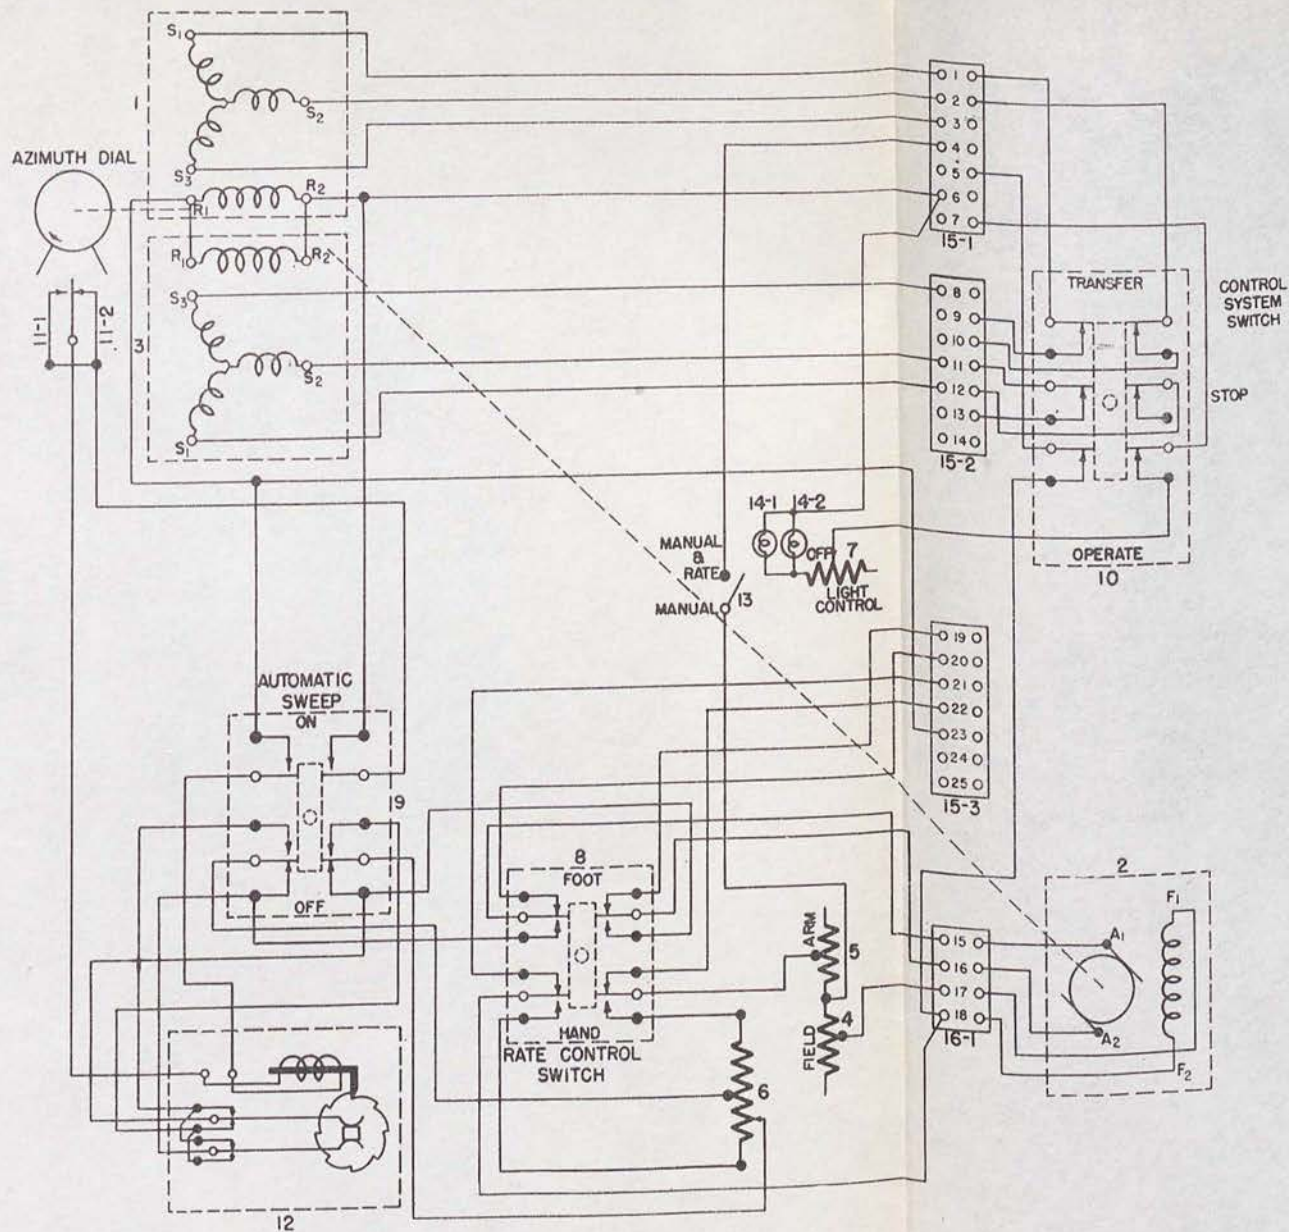 S1
S2
S3
1
AZIMUTH DIAL
R1
R2
R1
R2
S3
S2
S1
3
11-1
11-2
1
2
3
4
5
6
7
15-1
8
9
10
11
12
13
14
15-2
TRANSFER
CONTROL
SYSTEM
SWITCH
STOP
OPERATE
10
14-1
14-2
OFF
7
LIGHT
CONTROL
MANUAL
&
RATE
MANUAL
13
19
20
21
22
23
24
25
15-3
AUTOMATIC
SWEEP
ON
9
OFF
8
FOOT
HAND
RATE CONTROL
SWITCH
ARM
5
FIELD
4
6
15
16
17
18
16-1
2
F1
A1
A2
F2
12